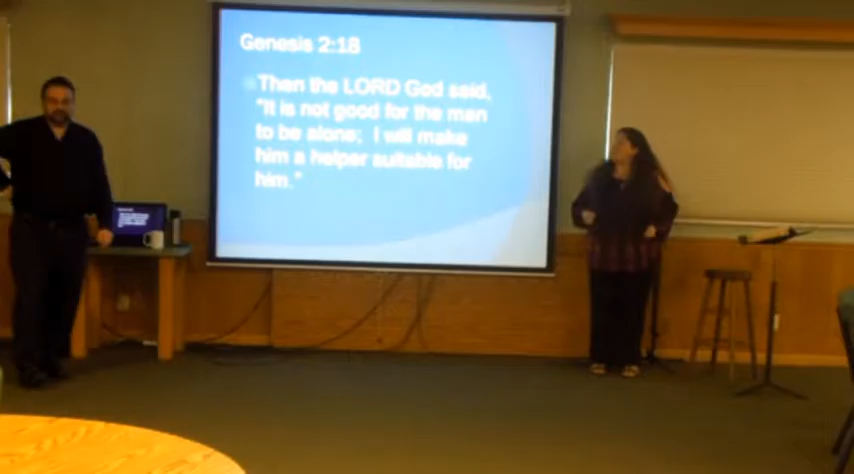 Genesis 2:18
Then the LORD God said,
"It is not good for the man
to be alone;  I will make
him a helper suitable for
him."